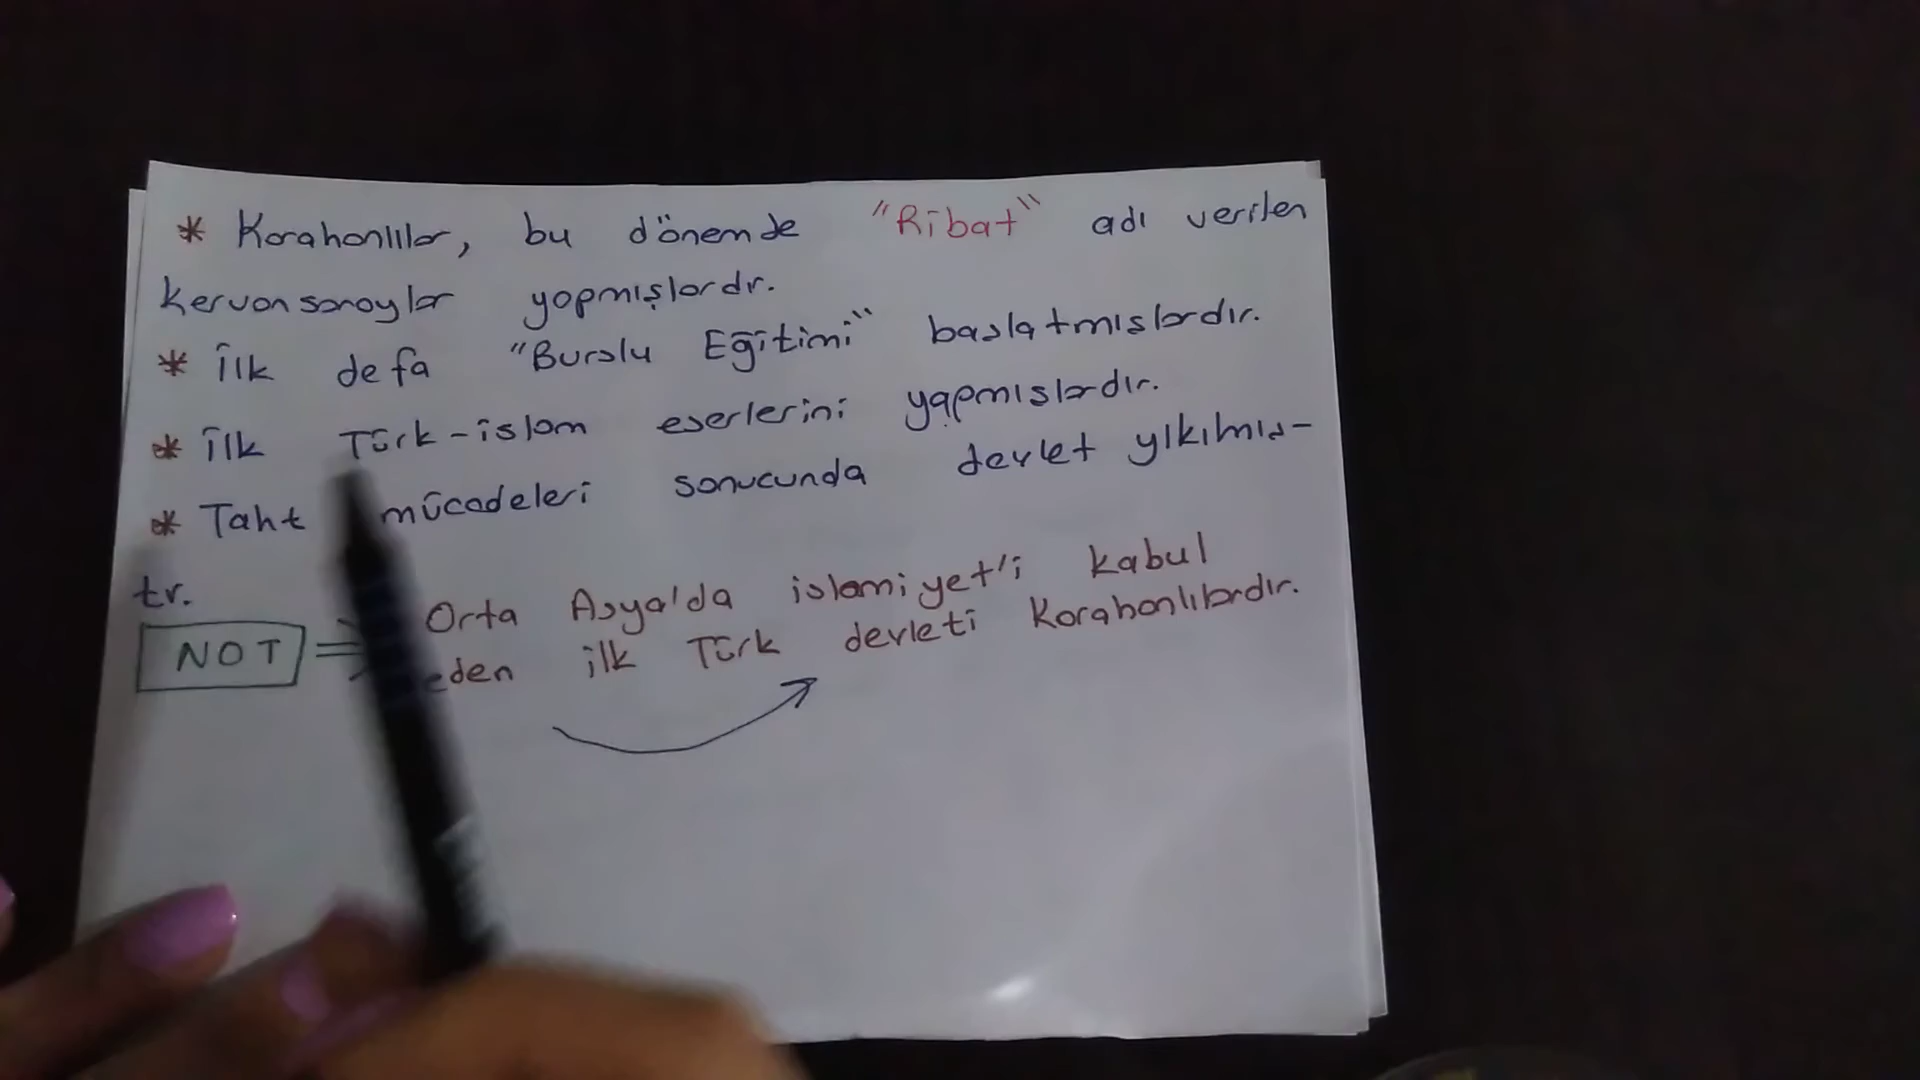 * Karahanlılar, bu dönemde "Ribat" adı verilen
kervansaraylar yapmışlardır.
* İlk defa "Burslu Eğitimi" başlatmışlardır.
* İlk Türk-islam eserlerini yapmışlardır.
* Taht mücadeleri sonucunda devlet yıkılmış-
tr.
NOT => Orta Asya'da islamiyet'i kabul
eden ilk Türk devleti Karahanlılardır.